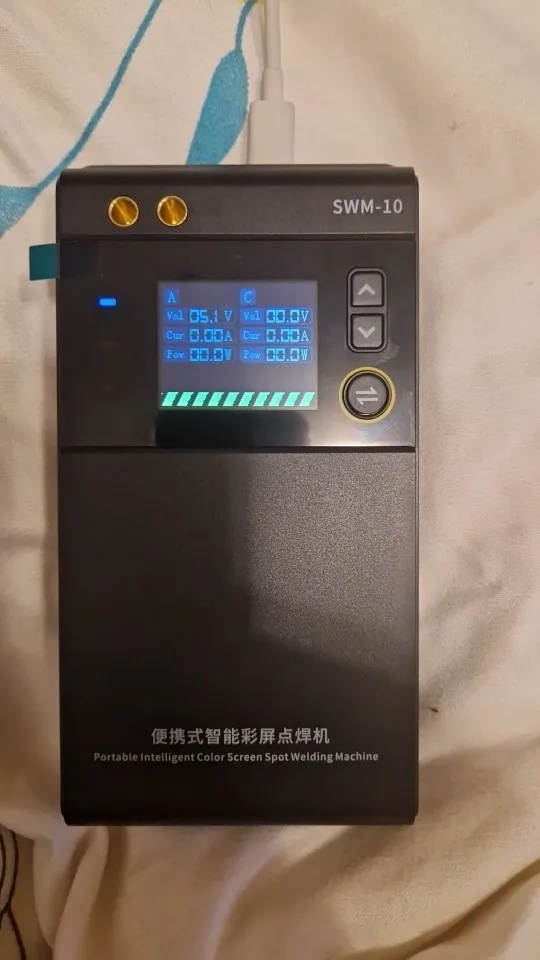 SWM-10
A C
Vol 05.1 V Vol 00.0V
Cur 0.00A Cur 0.00A
Pow 00.0W Pow 00.0W
便携式智能彩屏点焊机
Portable Intelligent Color Screen Spot Welding Machine